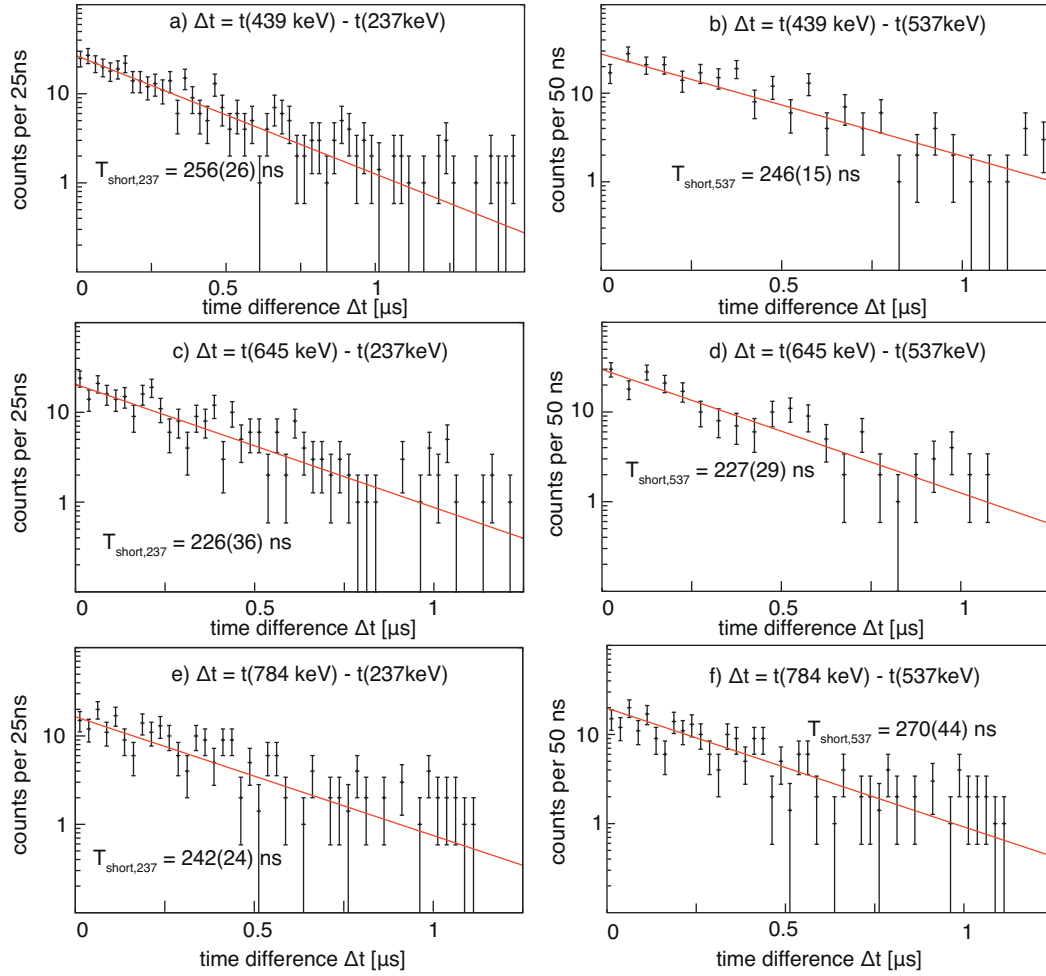 a) Δt = t(439 keV) - t(237keV)
counts per 25ns
10
1
T short,237 = 256(26) ns
0 0.5 1
time difference Δt [μs]
b) Δt = t(439 keV) - t(537keV)
counts per 50 ns
10
1
T short,537 = 246(15) ns
0 0.5 1
time difference Δt [μs]
c) Δt = t(645 keV) - t(237keV)
counts per 25ns
10
1
T short,237 = 226(36) ns
0 0.5 1
time difference Δt [μs]
d) Δt = t(645 keV) - t(537keV)
counts per 50 ns
10
1
T short,537 = 227(29) ns
0 0.5 1
time difference Δt [μs]
e) Δt = t(784 keV) - t(237keV)
counts per 25ns
10
1
T short,237 = 242(24) ns
0 0.5 1
time difference Δt [μs]
f) Δt = t(784 keV) - t(537keV)
counts per 50 ns
10
1
T short,537 = 270(44) ns
0 0.5 1
time difference Δt [μs]